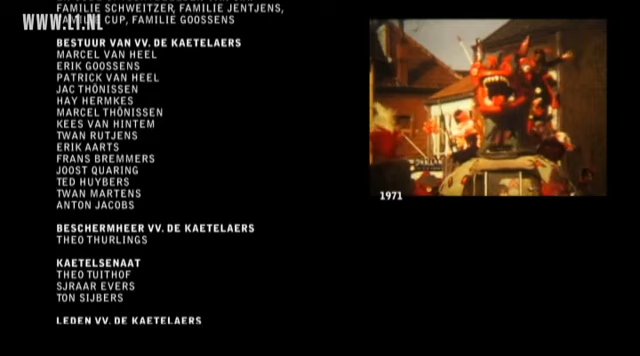 FAMILIE SCHWEITZER, FAMILIE JENTJENS,
WWW.L1.NL
FAMILIE CUP, FAMILIE GOOSSENS
BESTUUR VAN VV. DE KAETELAERS
MARCEL VAN HEEL
ERIK GOOSSENS
PATRICK VAN HEEL
JAC THÖNISSEN
HAY HERMKES
MARCEL THÖNISSEN
KEES VAN HINTEM
TWAN RUTJENS
ERIK AARTS
FRANS BREMMERS
JOOST QUARING
TED HUYBERS
TWAN MARTENS
ANTON JACOBS
BESCHERMHEER VV. DE KAETELAERS
THEO THURLINGS
KAETELSENAAT
THEO TUITHOF
SJRAAR EVERS
TON SIJBERS
LEDEN VV. DE KAETELAERS
1971